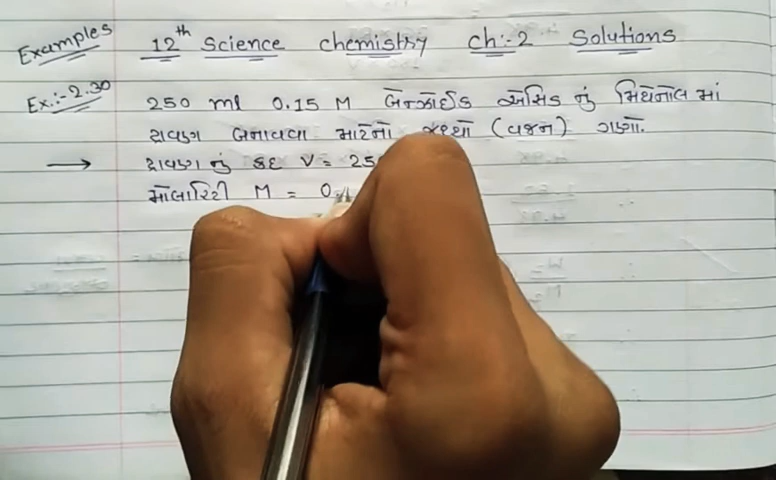 Examples 12th Science chemistry ch:-2 Solutions
Ex.:-2.30 250 ml 0.15 M બેન્ઝોઈક એસિડ નું મિથેનોલ માં
દ્રાવણ બનાવવા માટેનો જથ્થો (વજન) ગણો.
→ દ્રાવણ નું કદ V = 25
મોલારિટી M = 0